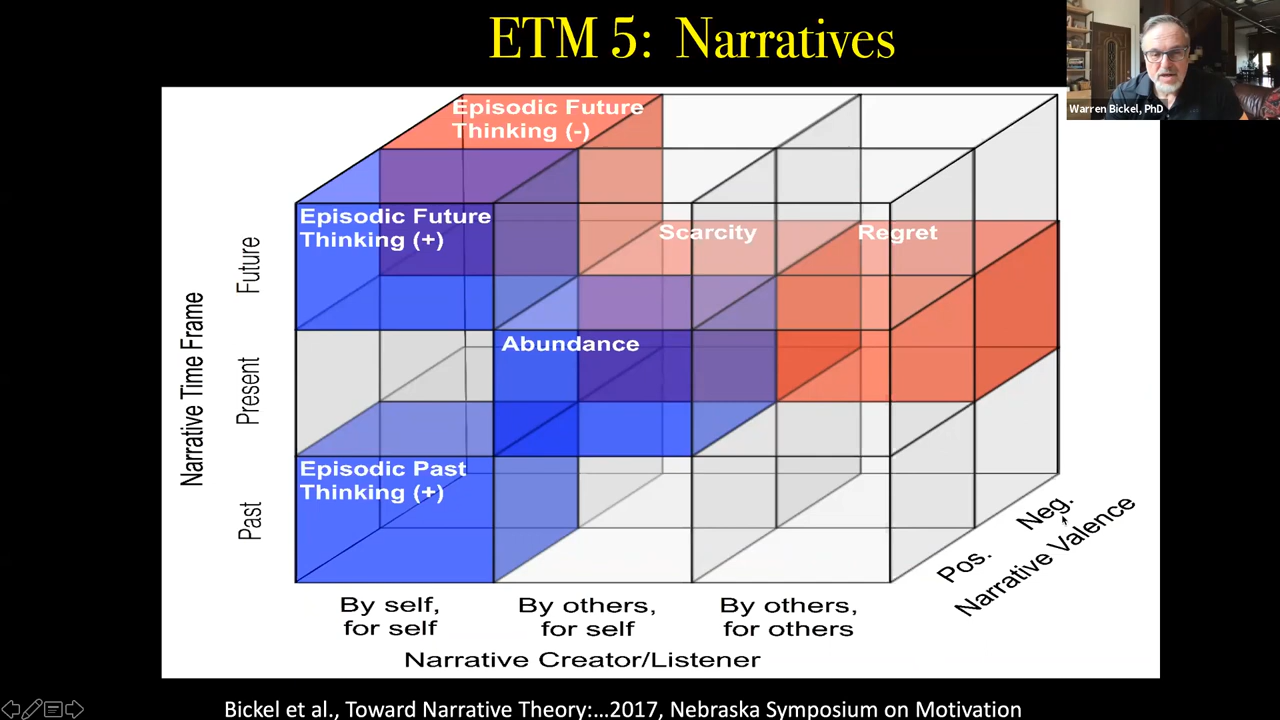 ETM 5: Narratives
Warren Bickel, PhD
Episodic Future
Thinking (-)
Episodic Future
Thinking (+)
Scarcity
Regret
Abundance
Episodic Past
Thinking (+)
Narrative Time Frame
Future
Present
Past
Pos.
Neg.
Narrative Valence
By self,
for self
By others,
for self
By others,
for others
Narrative Creator/Listener
Bickel et al., Toward Narrative Theory:...2017, Nebraska Symposium on Motivation